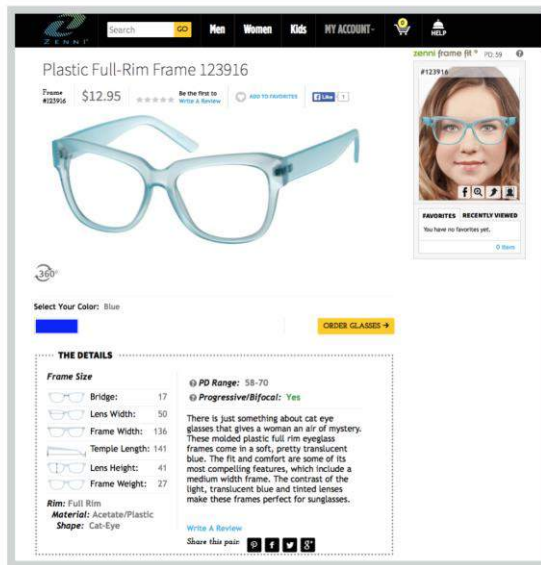 ZENNI
Search GO Men Women Kids MY ACCOUNT 0 HELP
zenni frame fit PD: 59
Plastic Full-Rim Frame 123916
Frame
#123916
$12.95
Be the first to
Write A Review
ADD TO FAVORITES
Like 1
#123916
FAVORITES RECENTLY VIEWED
You have no favorites yet.
0 item
360°
Select Your Color: Blue
ORDER GLASSES →
THE DETAILS
Frame Size
Bridge: 17
Lens Width: 50
Frame Width: 136
Temple Length: 141
Lens Height: 41
Frame Weight: 27
Rim: Full Rim
Material: Acetate/Plastic
Shape: Cat-Eye
PD Range: 58-70
Progressive/Bifocal: Yes
There is just something about cat eye
glasses that gives a woman an air of mystery.
These molded plastic full rim eyeglass
frames come in a soft, pretty translucent
blue. The fit and comfort are some of its
most compelling features, which include a
medium width frame. The contrast of the
light, translucent blue and tinted lenses
make these frames perfect for sunglasses.
Write A Review
Share this pair: